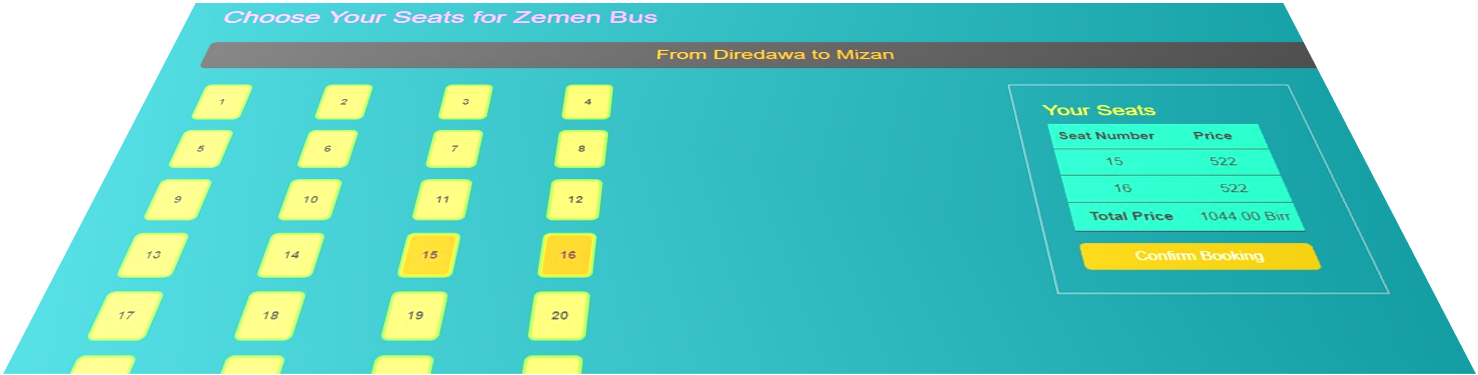 Choose Your Seats for Zemen Bus
From Diredawa to Mizan
1 2 3 4
5 6 7 8
9 10 11 12
13 14 15 16
17 18 19 20
Your Seats
Seat Number Price
15 522
16 522
Total Price 1044.00 Birr
Confirm Booking